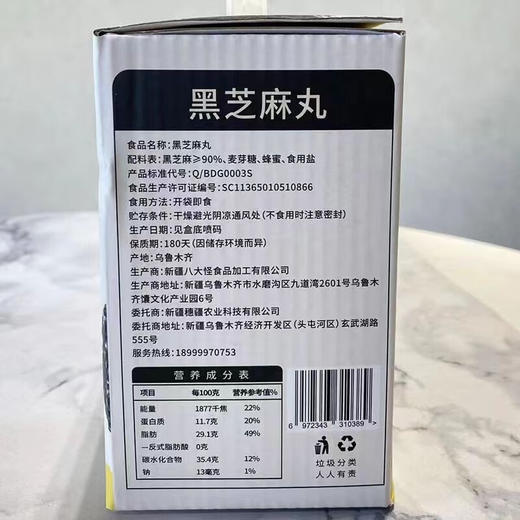 黑芝麻丸
食品名称:黑芝麻丸
配料表:黑芝麻≥90%、麦芽糖、蜂蜜、食用盐
产品标准代号:Q/BDG0003S
食品生产许可证编号:SC11365010510866
食用方法:开袋即食
贮存条件:干燥避光阴凉通风处(不食用时注意密封)
生产日期:见盒底喷码
保质期:180天(因储存环境而异)
产地:乌鲁木齐
生产商:新疆八大怪食品加工有限公司
生产商地址:新疆乌鲁木齐市水磨沟区九道湾2601号乌鲁木
齐馕文化产业园6号
委托商:新疆穗疆农业科技有限公司
委托商地址:新疆乌鲁木齐经济开发区(头屯河区)玄武湖路
555号
服务热线:18999970753
营养成分表
项目 每100克 营养参考值%
能量 1877千焦 22%
蛋白质 11.7克 20%
脂肪 29.1克 49%
—反式脂肪酸 0克
碳水化合物 35.4克 12%
钠 13毫克 1%
6 972343 310389 >
垃圾分类
人人有责